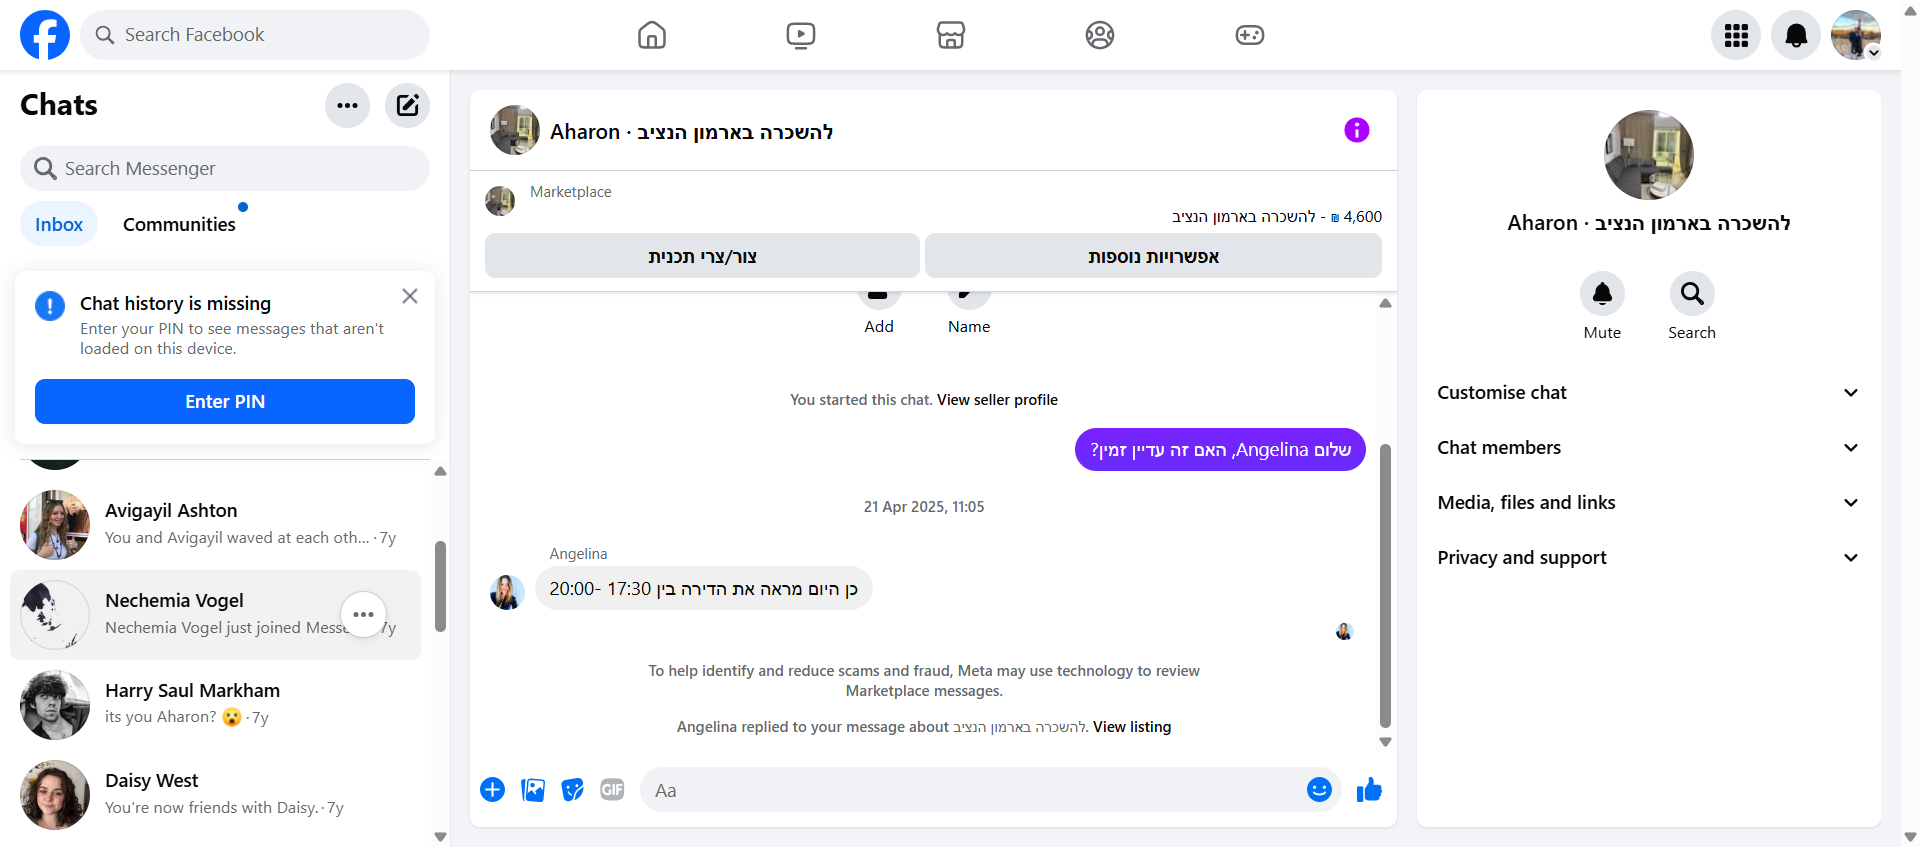 Search Facebook
Chats
Search Messenger
Inbox
Communities
Chat history is missing
Enter your PIN to see messages that aren't
loaded on this device.
Enter PIN
Avigayil Ashton
You and Avigayil waved at each oth... · 7y
Nechemia Vogel
Nechemia Vogel just joined Messe 7y
Harry Saul Markham
its you Aharon? 😮 · 7y
Daisy West
You're now friends with Daisy. · 7y
Aharon · להשכרה בארמון הנציב
Marketplace
4,600 ₪ - להשכרה בארמון הנציב
צור/צרי תכנית
אפשרויות נוספות
Add
Name
You started this chat. View seller profile
שלום Angelina, האם זה עדיין זמין?
21 Apr 2025, 11:05
Angelina
כן היום מראה את הדירה בין 17:30 -20:00
To help identify and reduce scams and fraud, Meta may use technology to review
Marketplace messages.
Angelina replied to your message about להשכרה בארמון הנציב. View listing
GIF
Aa
Aharon · להשכרה בארמון הנציב
Mute
Search
Customise chat
Chat members
Media, files and links
Privacy and support